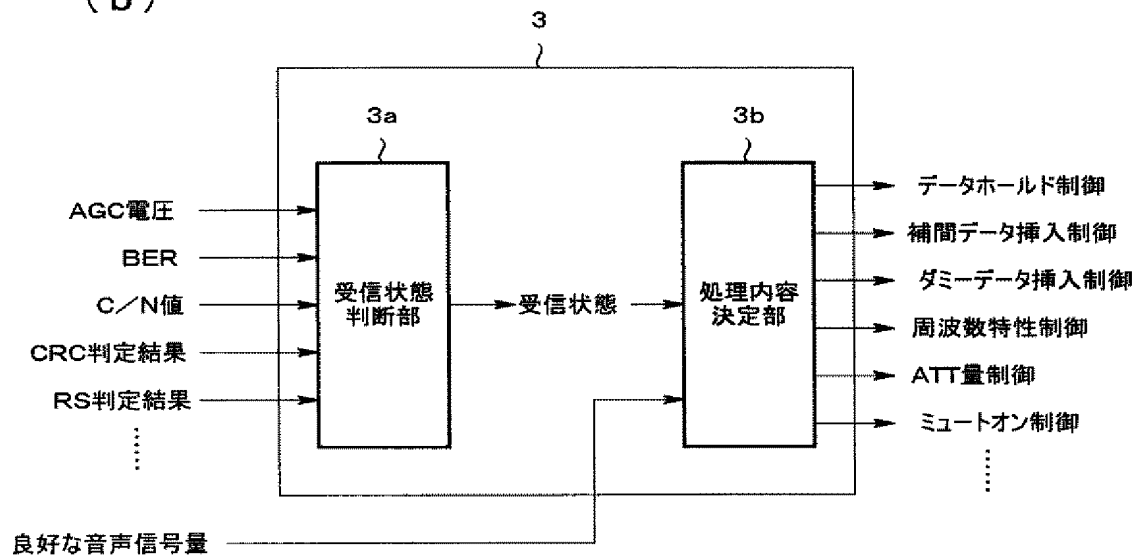 (b)
3
3a
3b
AGC電圧
BER
C/N値
CRC判定結果
RS判定結果
受信状態
判断部
受信状態
処理内容
決定部
データホールド制御
補間データ挿入制御
ダミーデータ挿入制御
周波数特性制御
ATT量制御
ミュートオン制御
良好な音声信号量